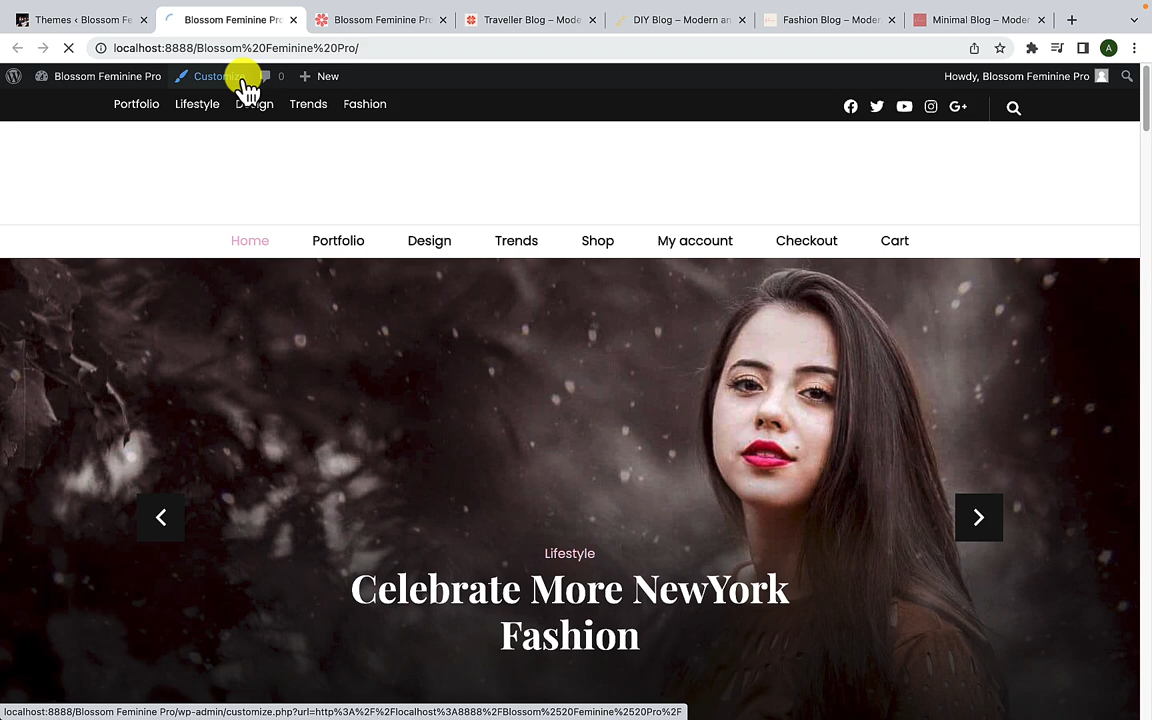 Themes ‹ Blossom Fe
Blossom Feminine Pro
Blossom Feminine Pro
Traveller Blog – Mode
DIY Blog – Modern an
Fashion Blog – Moder
Minimal Blog – Moder
localhost:8888/Blossom%20Feminine%20Pro/
A
Blossom Feminine Pro
Customize
0
New
Howdy, Blossom Feminine Pro
Portfolio Lifestyle Design Trends Fashion
Home Portfolio Design Trends Shop My account Checkout Cart
Lifestyle
Celebrate More NewYork
Fashion
localhost:8888/Blossom Feminine Pro/wp-admin/customize.php?url=http%3A%2F%2Flocalhost%3A8888%2FBlossom%2520Feminine%2520Pro%2F